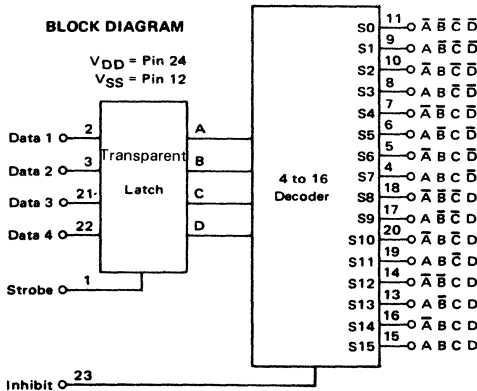 BLOCK DIAGRAM
VDD = Pin 24
VSS = Pin 12
Data 1 2
Data 2 3
Data 3 21
Data 4 22
Strobe 1
Inhibit 23
Transparent
Latch
A
B
C
D
4 to 16
Decoder
S0 11 A̅ B̅ C̅ D̅
S1 9 A B̅ C̅ D̅
S2 10 A̅ B C̅ D̅
S3 8 A B C̅ D̅
S4 7 A̅ B̅ C D̅
S5 6 A B̅ C D̅
S6 5 A̅ B C D̅
S7 4 A B C D̅
S8 18 A̅ B̅ C̅ D
S9 17 A B̅ C̅ D
S10 20 A̅ B C̅ D
S11 19 A B C̅ D
S12 14 A̅ B̅ C D
S13 13 A B̅ C D
S14 16 A̅ B C D
S15 15 A B C D